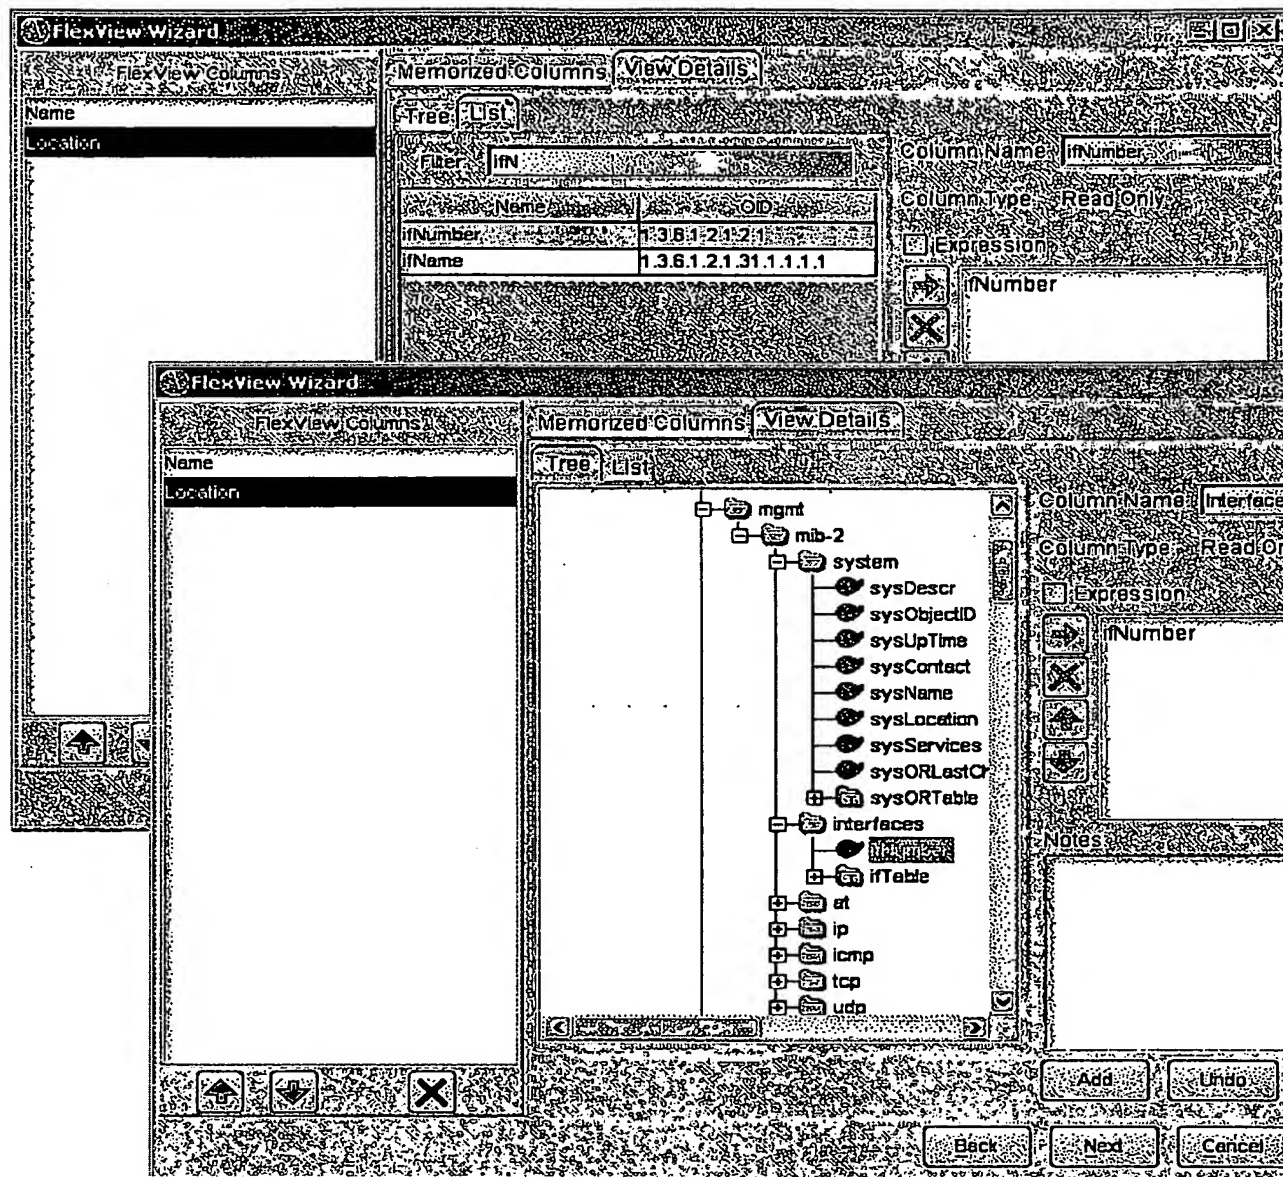 FlexView Wizard
FlexView Columns
Memorized Columns View Details
Name
Location
Tree List
Filter: ifN
Name OID
ifNumber 1.3.6.1.2.1.2.1
ifName 1.3.6.1.2.1.31.1.1.1.1
Column Name: ifNumber
Column Type: Read Only
Expression
ifNumber
FlexView Wizard
FlexView Columns
Memorized Columns View Details
Name
Location
Tree List
mgmt
mib-2
system
sysDescr
sysObjectID
sysUpTime
sysContact
sysName
sysLocation
sysServices
sysORLastCh
sysORTable
interfaces
ifTable
at
ip
icmp
tcp
udp
Column Name: Interface
Column Type: Read On
Expression
ifNumber
Notes
Add Undo
Back Next Cancel